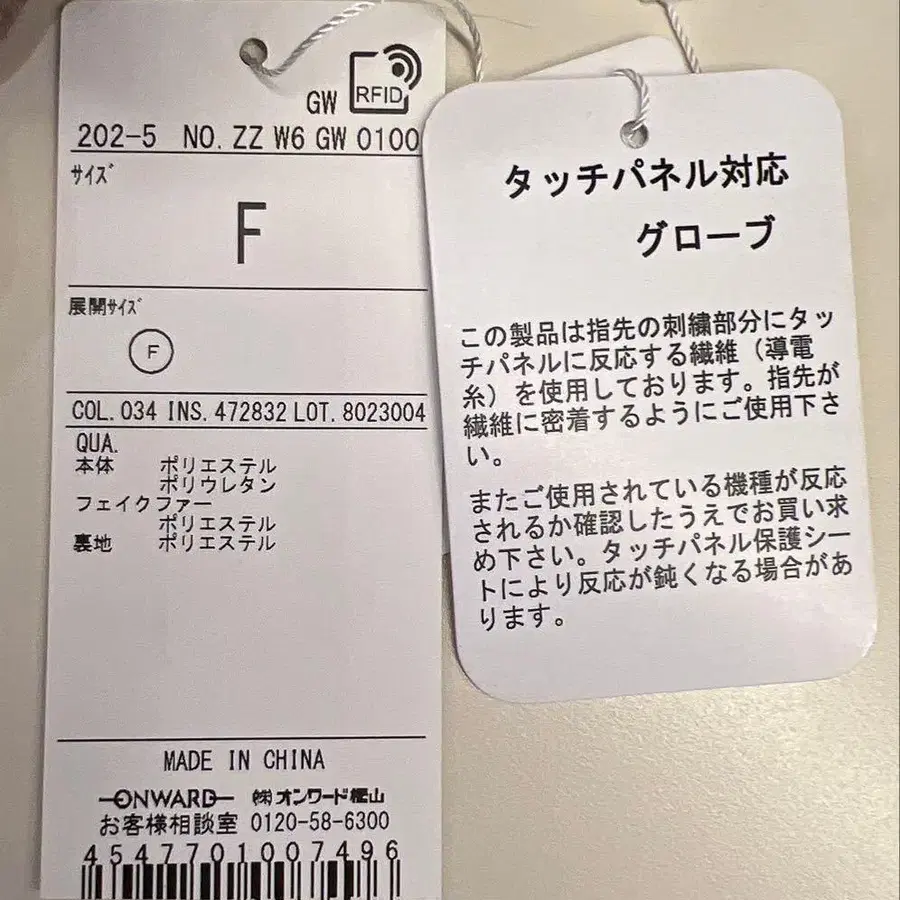 GW RFID
202-5 NO. ZZ W6 GW 0100
サイズ
F
展開サイズ
F
COL. 034 INS. 472832 LOT. 8023004
QUA.
本体 ポリエステル
ポリウレタン
フェイクファー
ポリエステル
裏地 ポリエステル
MADE IN CHINA
ONWARD ㈱オンワード樫山
お客様相談室 0120-58-6300
4547701007496
タッチパネル対応
グローブ
この製品は指先の刺繍部分にタッ
チパネルに反応する繊維（導電
糸）を使用しております。指先が
繊維に密着するようにご使用下さ
い。
またご使用されている機種が反応
されるか確認したうえでお買い求
め下さい。タッチパネル保護シー
トにより反応が鈍くなる場合があ
ります。